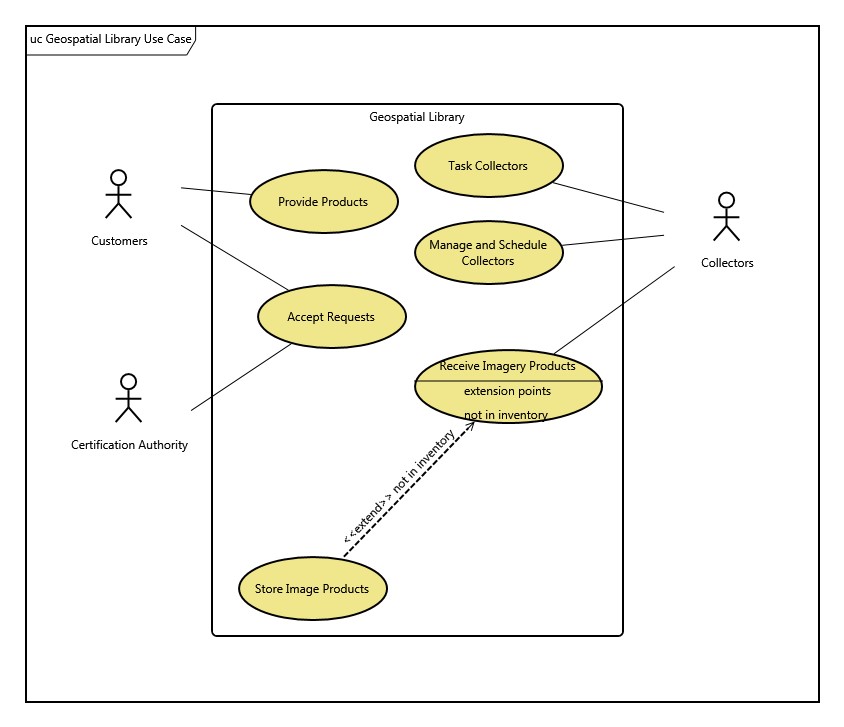 uc Geospatial Library Use Case
Geospatial Library
Task Collectors
Provide Products
Customers
Manage and Schedule
Collectors
Collectors
Accept Requests
Receive Imagery Products
extension points
not in inventory
Certification Authority
<<extend>> not in inventory
Store Image Products